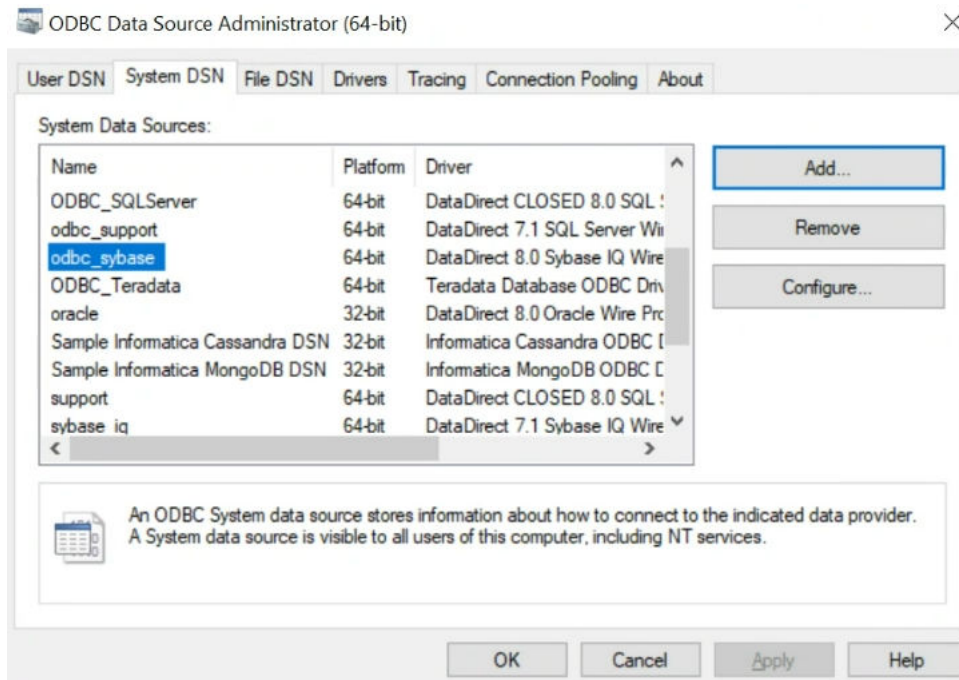 ODBC Data Source Administrator (64-bit)
User DSN System DSN File DSN Drivers Tracing Connection Pooling About
System Data Sources:
Name Platform Driver
ODBC_SQLServer 64-bit DataDirect CLOSED 8.0 SQL
odbc_support 64-bit DataDirect 7.1 SQL Server Wi
odbc_sybase 64-bit DataDirect 8.0 Sybase IQ Wire
ODBC_Teradata 64-bit Teradata Database ODBC Driv
oracle 32-bit DataDirect 8.0 Oracle Wire Pro
Sample Informatica Cassandra DSN 32-bit Informatica Cassandra ODBC
Sample Informatica MongoDB DSN 32-bit Informatica MongoDB ODBC
support 64-bit DataDirect CLOSED 8.0 SQL
sybase_iq 64-bit DataDirect 7.1 Sybase IQ Wire
Add...
Remove
Configure...
An ODBC System data source stores information about how to connect to the indicated data provider.
A System data source is visible to all users of this computer, including NT services.
OK Cancel Apply Help